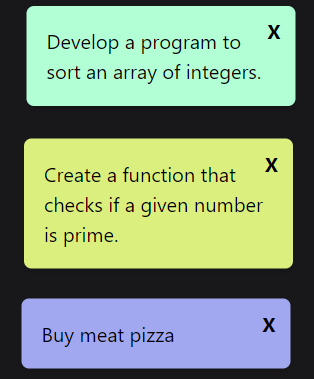 Develop a program to X
sort an array of integers.
Create a function that X
checks if a given number
is prime.
Buy meat pizza X